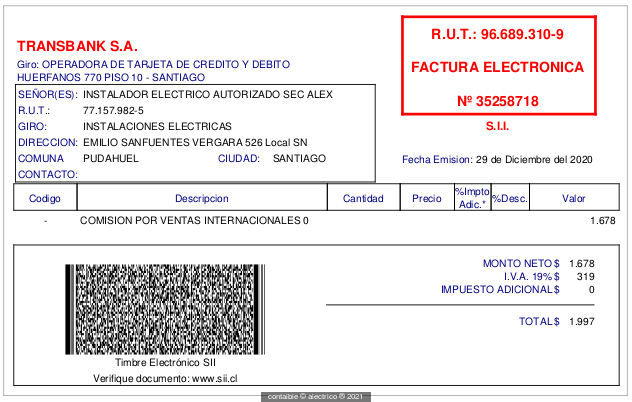 TRANSBANK S.A.
Giro: OPERADORA DE TARJETA DE CREDITO Y DEBITO
HUERFANOS 770 PISO 10 - SANTIAGO
R.U.T.: 96.689.310-9
FACTURA ELECTRONICA
Nº 35258718
S.I.I.
SEÑOR(ES): INSTALADOR ELECTRICO AUTORIZADO SEC ALEX
R.U.T.: 77.157.982-5
GIRO: INSTALACIONES ELECTRICAS
DIRECCION: EMILIO SANFUENTES VERGARA 526 Local SN
COMUNA PUDAHUEL CIUDAD: SANTIAGO
CONTACTO:
Fecha Emision: 29 de Diciembre del 2020
Codigo Descripcion Cantidad Precio %Impto Adic.* %Desc. Valor
- COMISION POR VENTAS INTERNACIONALES 0 1.678
MONTO NETO $ 1.678
I.V.A. 19% $ 319
IMPUESTO ADICIONAL $ 0
TOTAL $ 1.997
Timbre Electrónico SII
Verifique documento: www.sii.cl
contaible © alectrico ® 2021